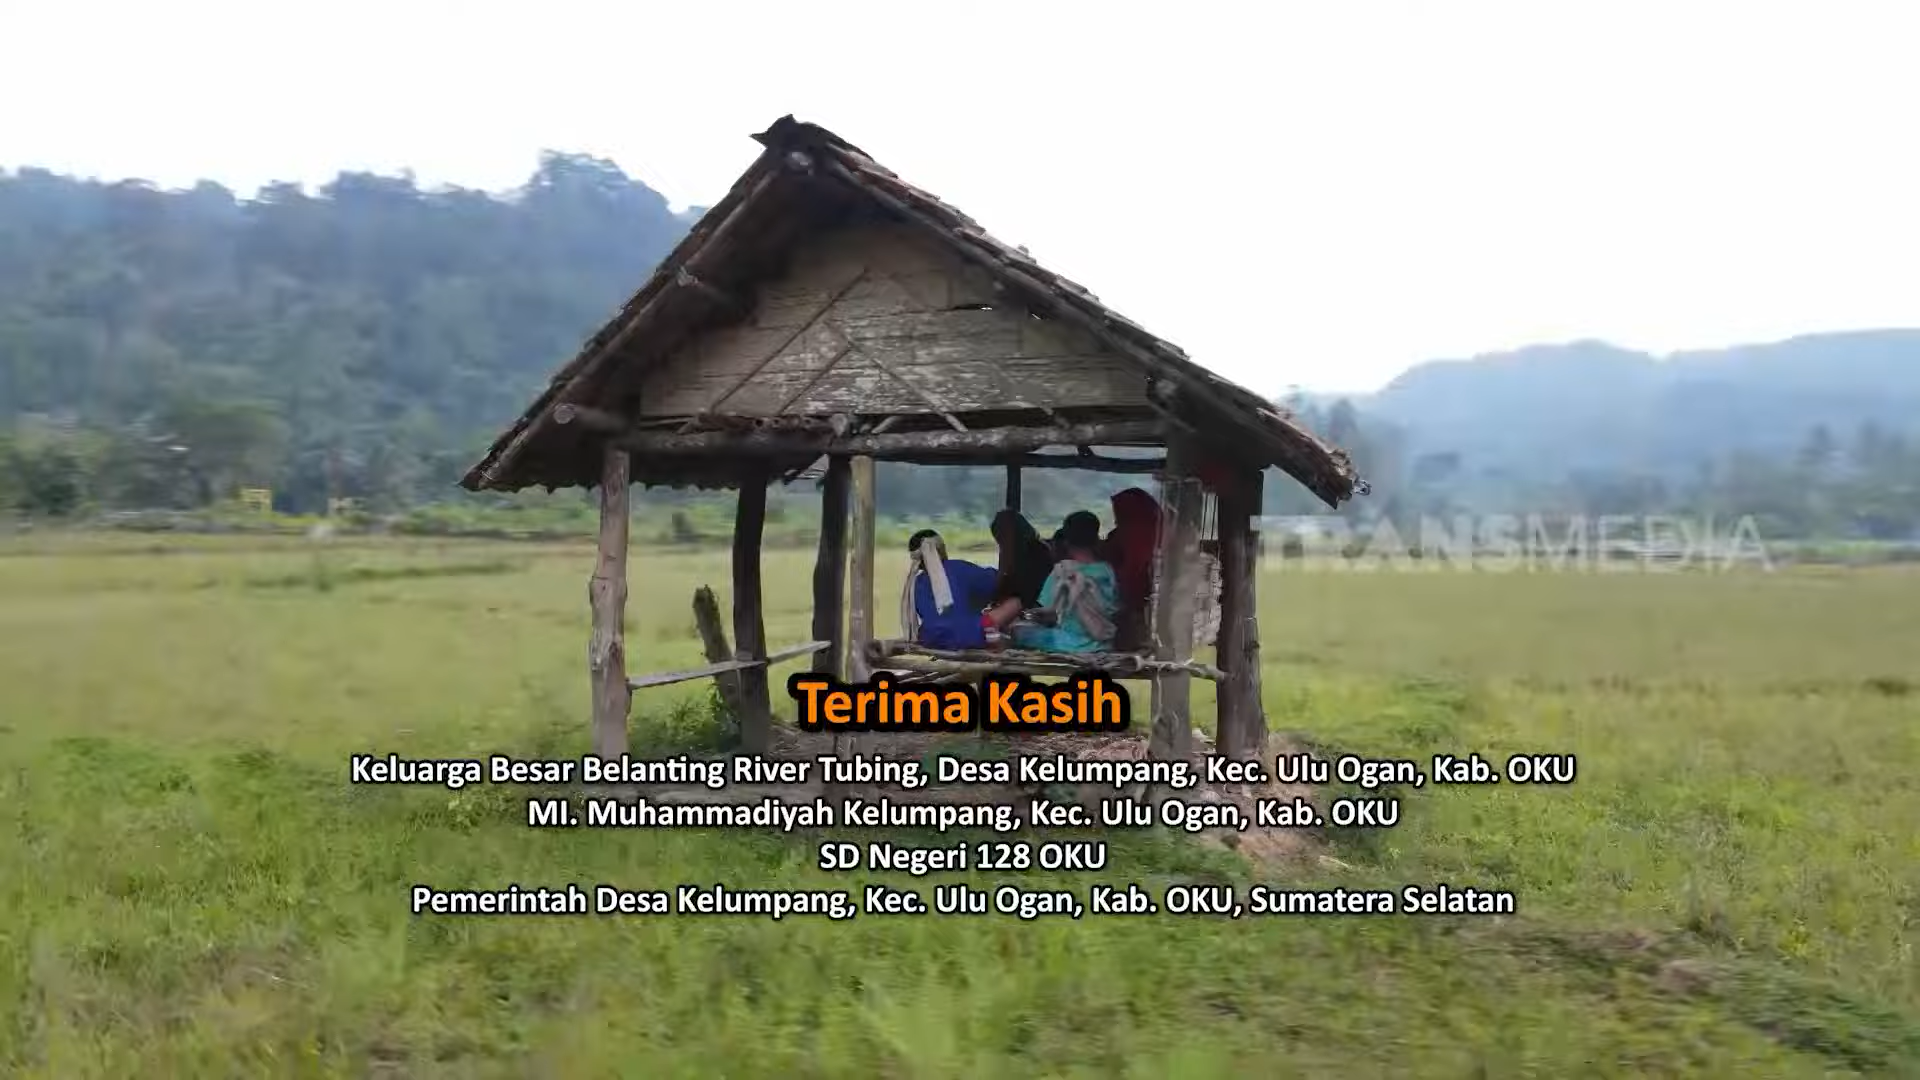 TRANSMEDIA
Terima Kasih
Keluarga Besar Belanting River Tubing, Desa Kelumpang, Kec. Ulu Ogan, Kab. OKU
MI. Muhammadiyah Kelumpang, Kec. Ulu Ogan, Kab. OKU
SD Negeri 128 OKU
Pemerintah Desa Kelumpang, Kec. Ulu Ogan, Kab. OKU, Sumatera Selatan